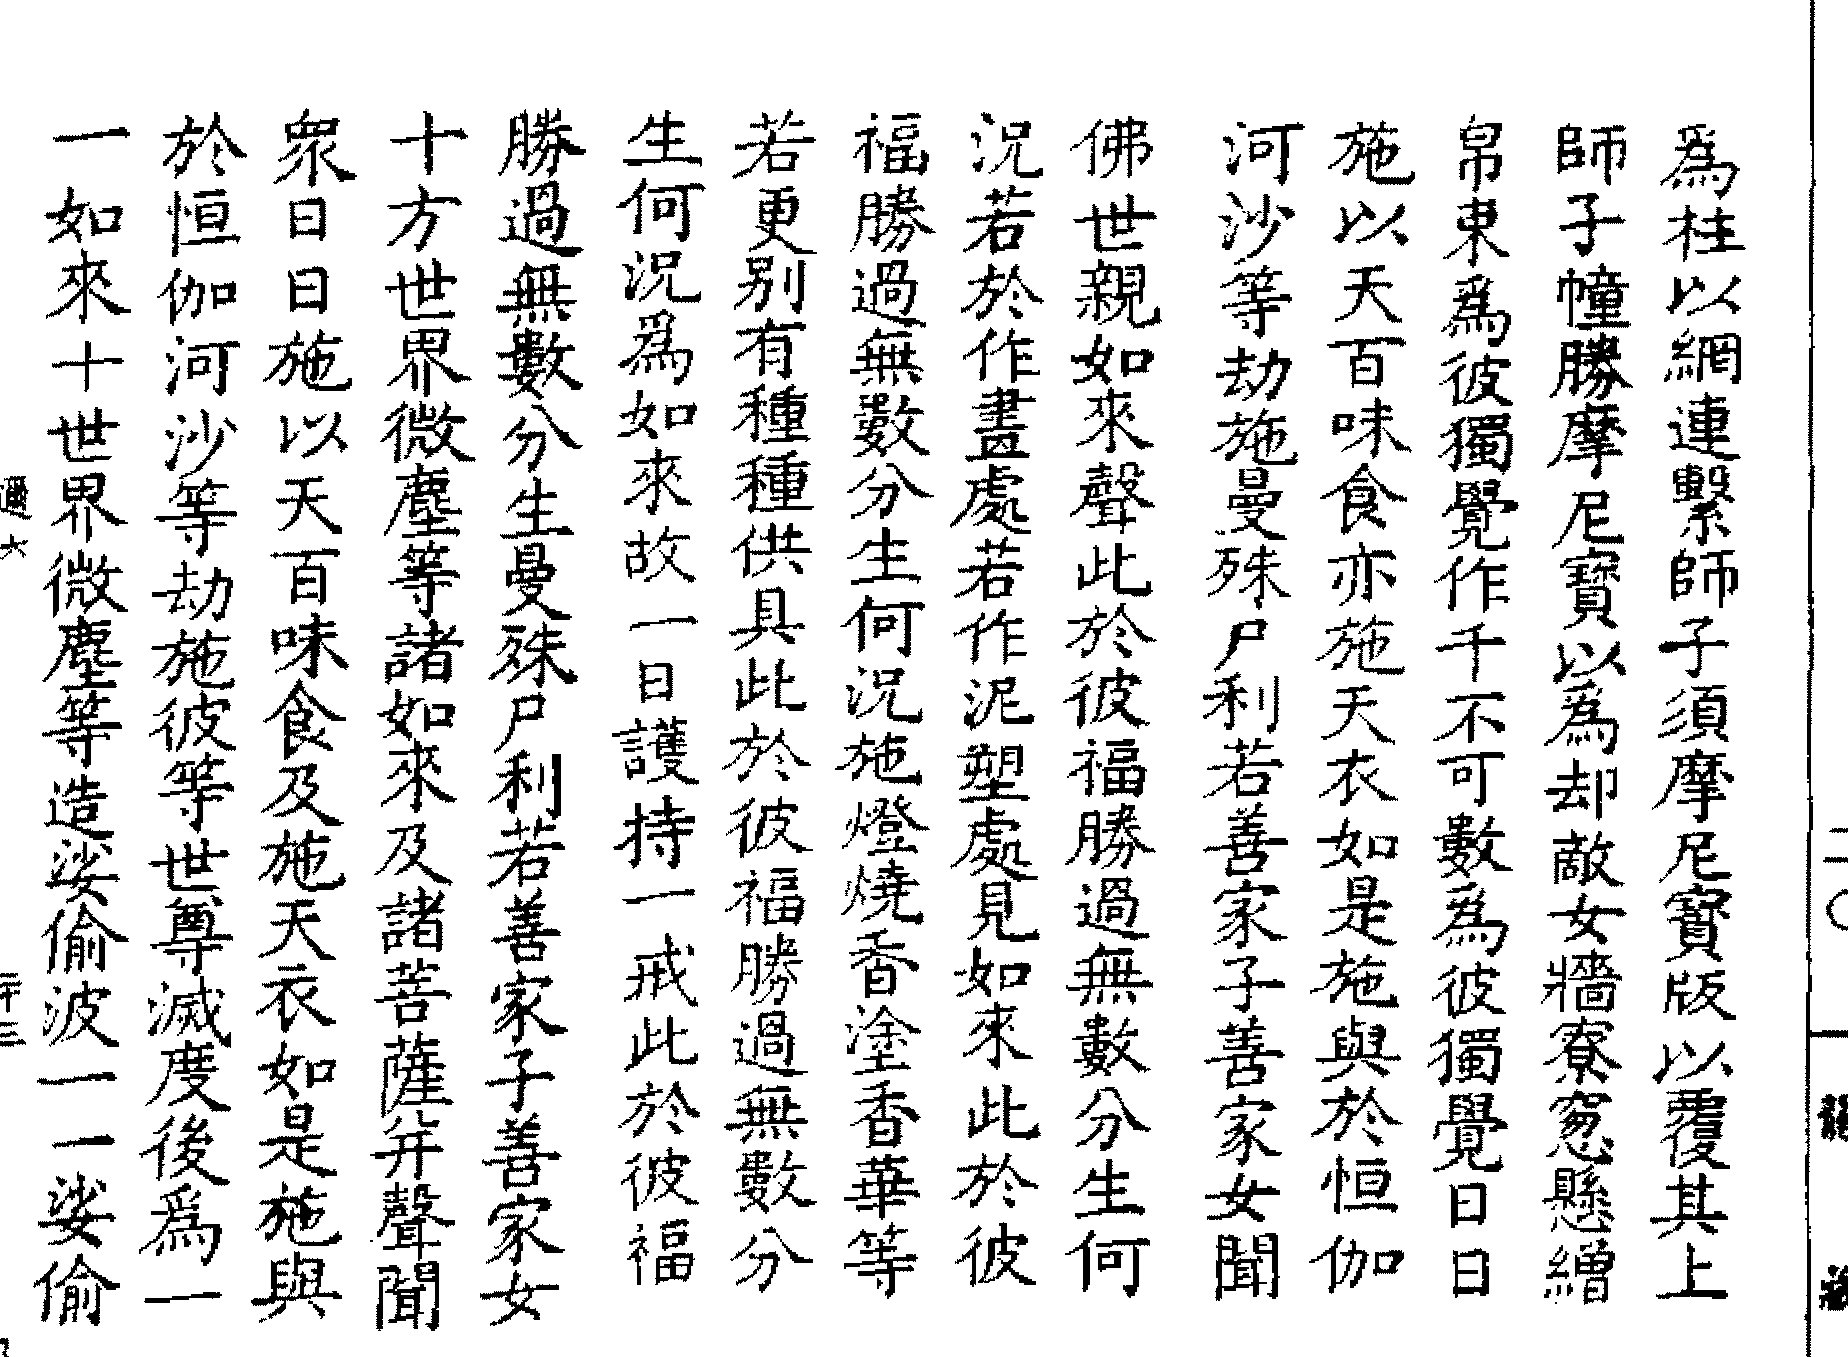 爲柱以網連繫師子須摩尼寶版以覆其上
師子幢勝摩尼寶以爲却敵女牆寮窓懸繒
帛東爲彼獨覺作千不可數爲彼獨覺日日
施以天百味食亦施天衣如是施與於恒伽
河沙等劫施曼殊尸利若善家子善家女聞
佛世親如來聲此於彼福勝過無數分生何
況若於作畫處若作泥塑處見如來此於彼
福勝過無數分生何況施燈燒香塗香華等
若更别有種種供具此於彼福勝過無數分
生何況爲如來故一日護持一戒此於彼福
勝過無數分生曼殊尸利若善家子善家女
十方世界微塵等諸如來及諸菩薩并聲聞
衆日日施以天百味食及施天衣如是施與
於恒伽河沙等劫施彼等世尊滅度後爲一
一如來十世界微塵等造娑偷波一一娑偷